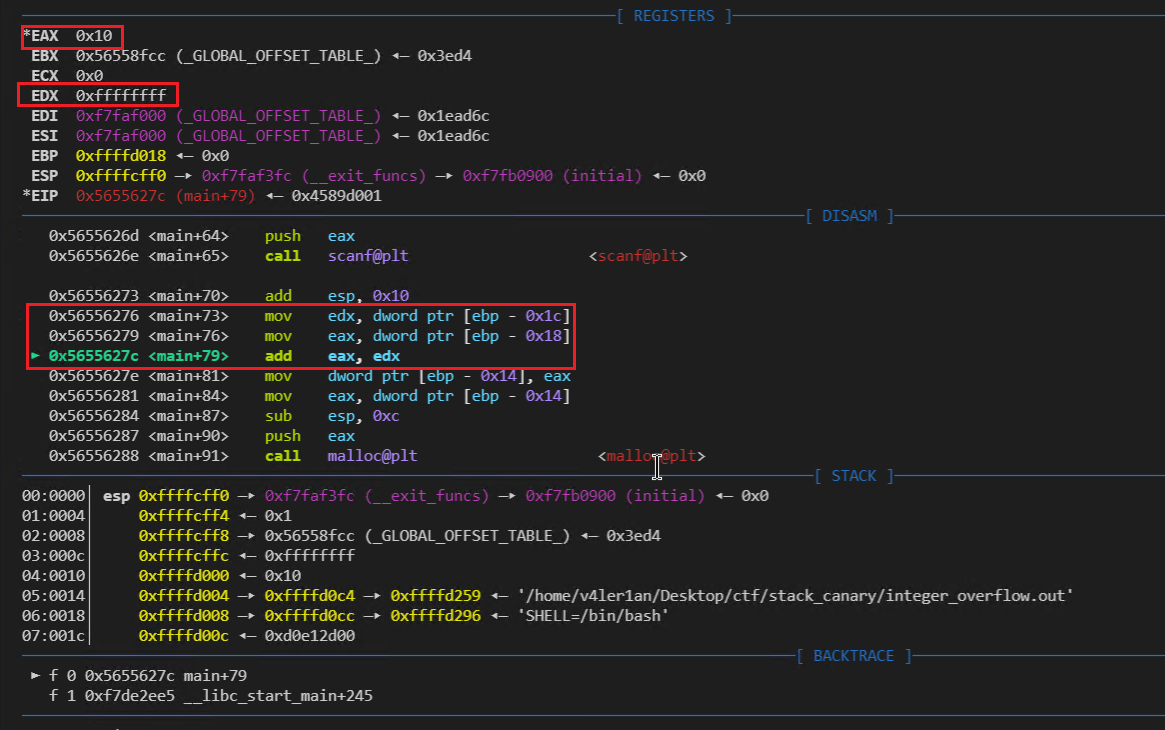 [ REGISTERS ]
*EAX 0x10
EBX 0x56558fcc (_GLOBAL_OFFSET_TABLE_) ◂— 0x3ed4
ECX 0x0
EDX 0xffffffff
EDI 0xf7faf000 (_GLOBAL_OFFSET_TABLE_) ◂— 0x1ead6c
ESI 0xf7faf000 (_GLOBAL_OFFSET_TABLE_) ◂— 0x1ead6c
EBP 0xffffd018 ◂— 0x0
ESP 0xffffcff0 —▸ 0xf7faf3fc (__exit_funcs) —▸ 0xf7fb0900 (initial) ◂— 0x0
*EIP 0x5655627c (main+79) ◂— 0x4589d001
[ DISASM ]
0x5655626d <main+64> push eax
0x5655626e <main+65> call scanf@plt <scanf@plt>
0x56556273 <main+70> add esp, 0x10
0x56556276 <main+73> mov edx, dword ptr [ebp - 0x1c]
0x56556279 <main+76> mov eax, dword ptr [ebp - 0x18]
► 0x5655627c <main+79> add eax, edx
0x5655627e <main+81> mov dword ptr [ebp - 0x14], eax
0x56556281 <main+84> mov eax, dword ptr [ebp - 0x14]
0x56556284 <main+87> sub esp, 0xc
0x56556287 <main+90> push eax
0x56556288 <main+91> call malloc@plt <malloc@plt>
[ STACK ]
00:0000│ esp 0xffffcff0 —▸ 0xf7faf3fc (__exit_funcs) —▸ 0xf7fb0900 (initial) ◂— 0x0
01:0004│ 0xffffcff4 ◂— 0x1
02:0008│ 0xffffcff8 —▸ 0x56558fcc (_GLOBAL_OFFSET_TABLE_) ◂— 0x3ed4
03:000c│ 0xffffcffc ◂— 0xffffffff
04:0010│ 0xffffd000 ◂— 0x10
05:0014│ 0xffffd004 —▸ 0xffffd0c4 —▸ 0xffffd259 ◂— '/home/v4ler1an/Desktop/ctf/stack_canary/integer_overflow.out'
06:0018│ 0xffffd008 —▸ 0xffffd0cc —▸ 0xffffd296 ◂— 'SHELL=/bin/bash'
07:001c│ 0xffffd00c ◂— 0xd0e12d00
[ BACKTRACE ]
► f 0 0x5655627c main+79
f 1 0xf7de2ee5 __libc_start_main+245